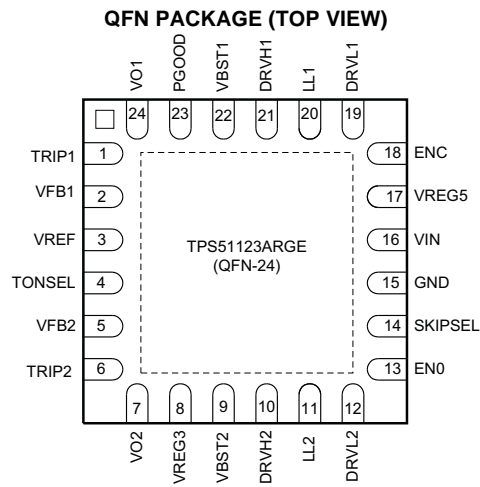 QFN PACKAGE (TOP VIEW)
VO1
PGOOD
VBST1
DRVH1
LL1
DRVL1
24
23
22
21
20
19
TRIP1 1
VFB1 2
VREF 3
TONSEL 4
VFB2 5
TRIP2 6
18 ENC
17 VREG5
16 VIN
15 GND
14 SKIPSEL
13 EN0
TPS51123ARGE
(QFN-24)
7
8
9
10
11
12
VO2
VREG3
VBST2
DRVH2
LL2
DRVL2